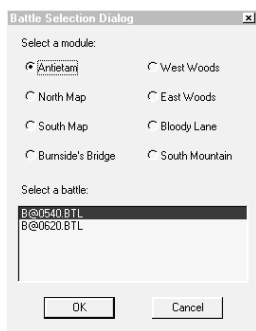 Battle Selection Dialog
Select a module:
Antietam
West Woods
North Map
East Woods
South Map
Bloody Lane
Burnside's Bridge
South Mountain
Select a battle:
B@0540.BTL
B@0620.BTL
OK
Cancel